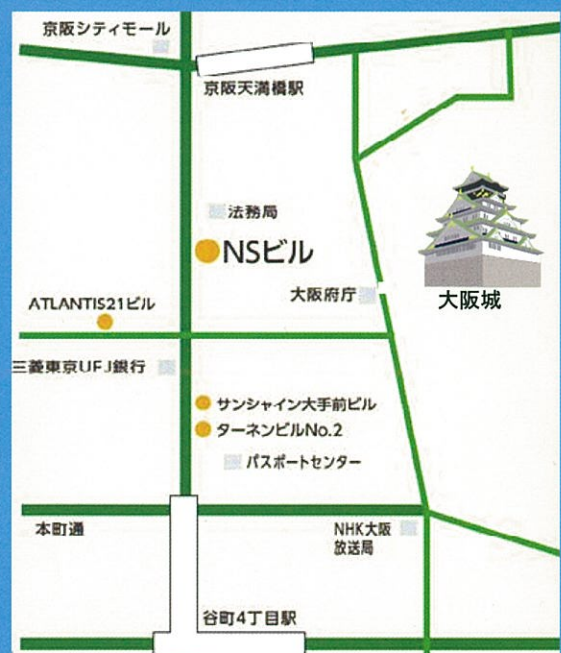 京阪シティモール
京阪天満橋駅
法務局
NSビル
大阪府庁
大阪城
ATLANTIS21ビル
三菱東京UFJ銀行
サンシャイン大手前ビル
ターネンビルNo.2
パスポートセンター
本町通
NHK大阪
放送局
谷町4丁目駅